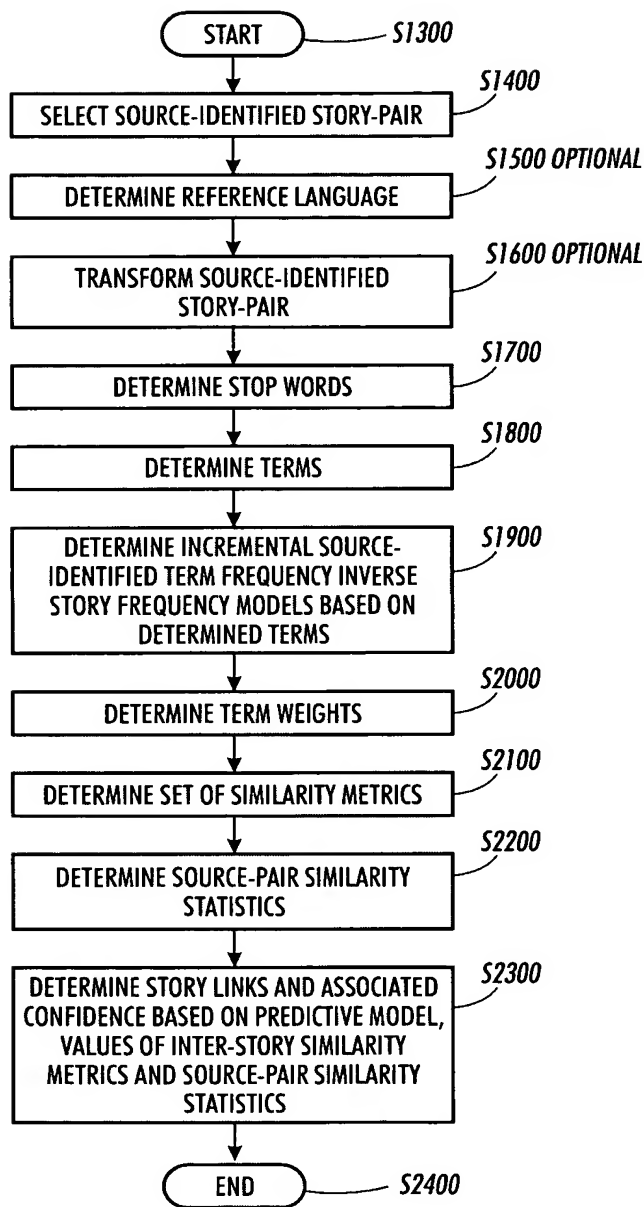 START
S1300
S1400
SELECT SOURCE-IDENTIFIED STORY-PAIR
S1500 OPTIONAL
DETERMINE REFERENCE LANGUAGE
S1600 OPTIONAL
TRANSFORM SOURCE-IDENTIFIED
STORY-PAIR
S1700
DETERMINE STOP WORDS
S1800
DETERMINE TERMS
S1900
DETERMINE INCREMENTAL SOURCE-
IDENTIFIED TERM FREQUENCY INVERSE
STORY FREQUENCY MODELS BASED ON
DETERMINED TERMS
S2000
DETERMINE TERM WEIGHTS
S2100
DETERMINE SET OF SIMILARITY METRICS
S2200
DETERMINE SOURCE-PAIR SIMILARITY
STATISTICS
S2300
DETERMINE STORY LINKS AND ASSOCIATED
CONFIDENCE BASED ON PREDICTIVE MODEL,
VALUES OF INTER-STORY SIMILARITY
METRICS AND SOURCE-PAIR SIMILARITY
STATISTICS
END
S2400